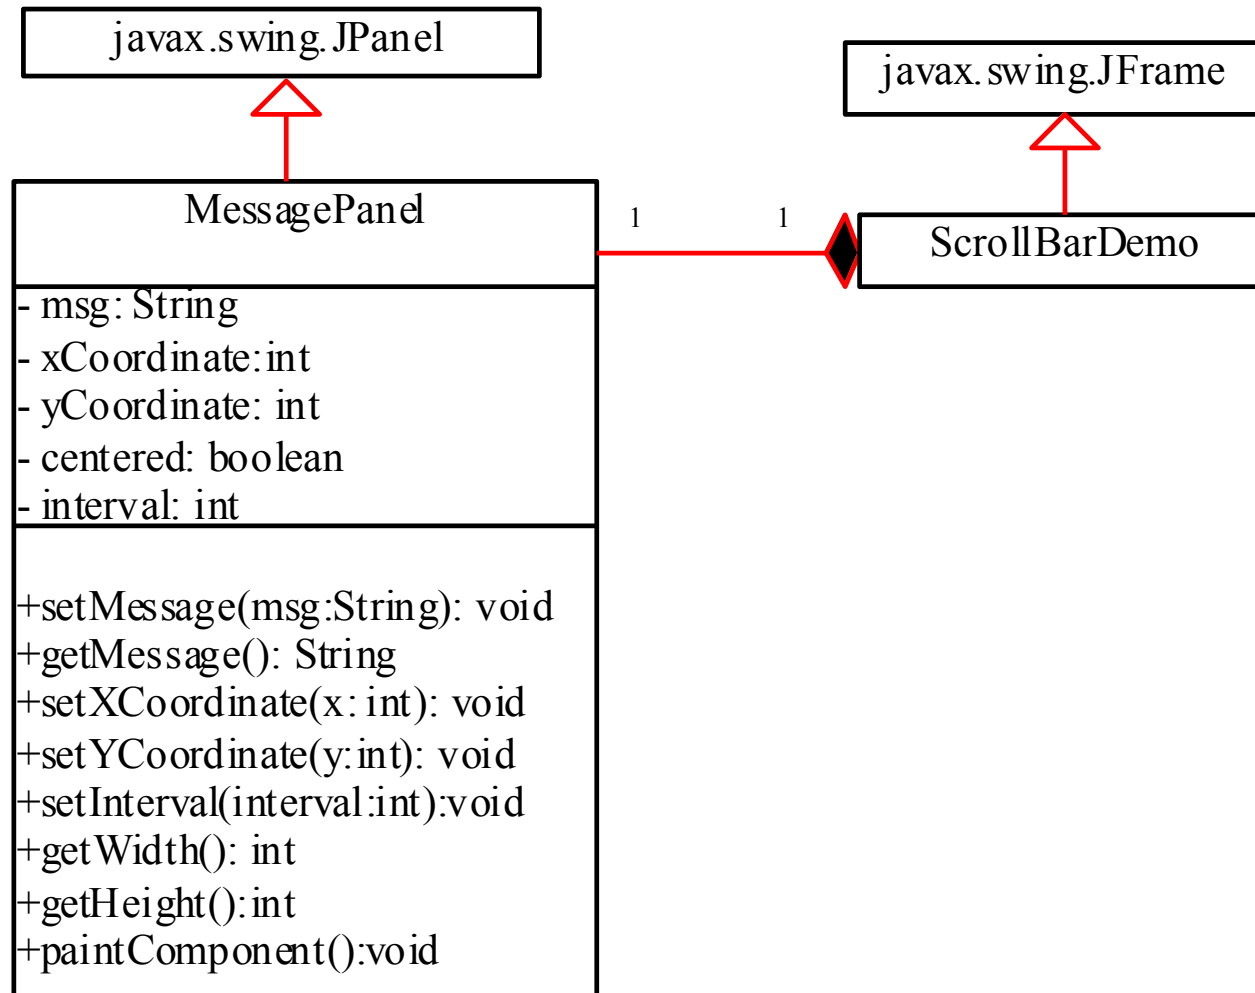 javax.swing.JPanel
javax.swing.JFrame
MessagePanel
1
1
ScrollBarDemo
- msg: String
- xCoordinate:int
- yCoordinate: int
- centered: boolean
- interval: int
+setMessage(msg:String): void
+getMessage(): String
+setXCoordinate(x: int): void
+setYCoordinate(y:int): void
+setInterval(interval:int):void
+getWidth(): int
+getHeight():int
+paintComponent():void